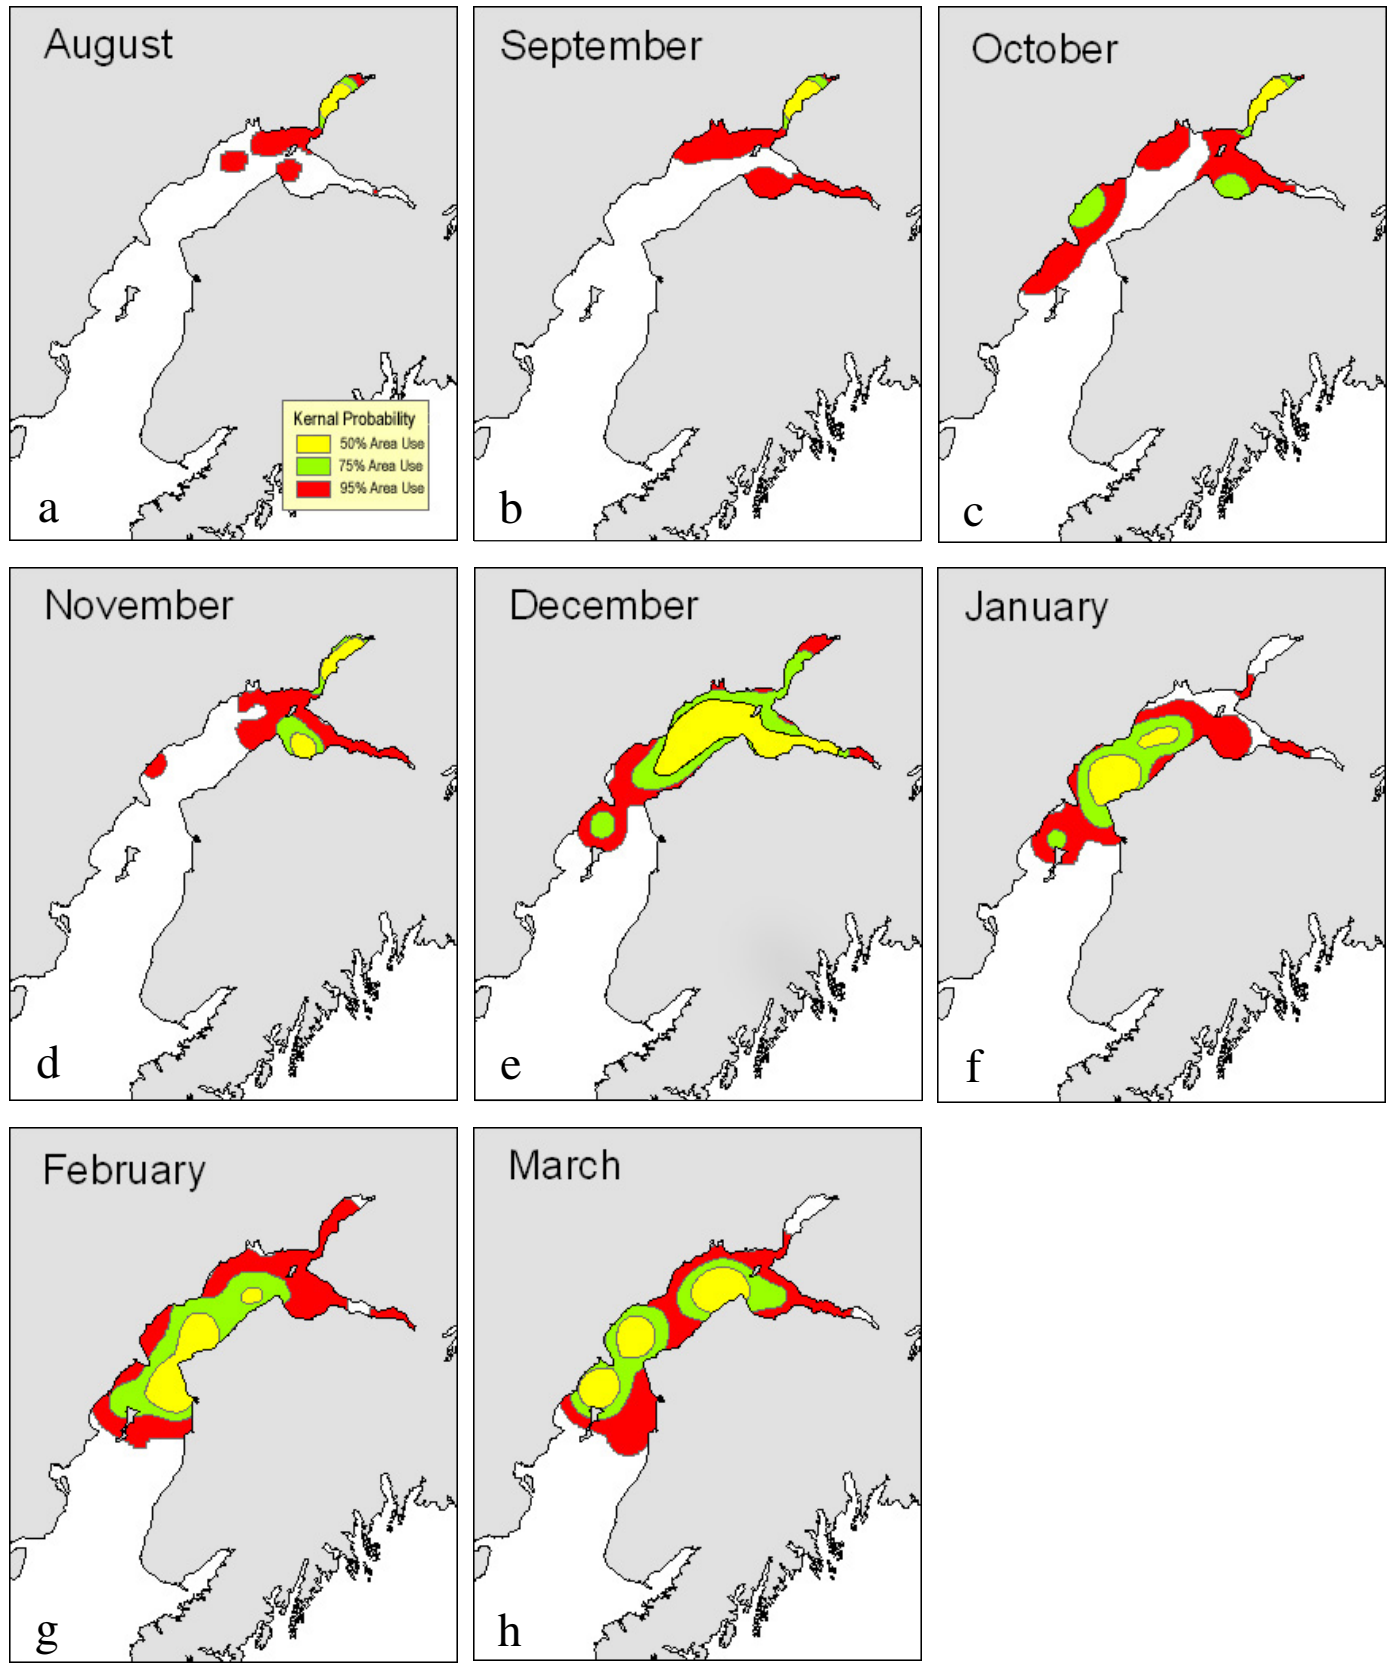 August
September
October
Kernal Probability
50% Area Use
75% Area Use
95% Area Use
a
b
c
November
December
January
d
e
f
February
March
g
h